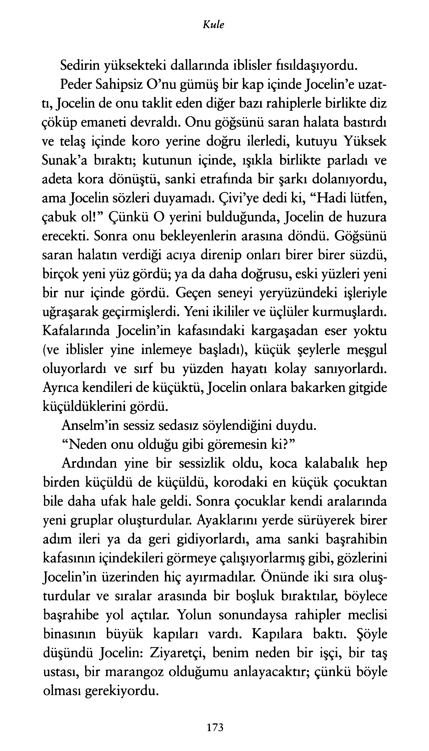 Kule
Sedirin yüksekteki dallarında iblisler fısıldaşıyordu.
Peder Sahipsiz O’nu gümüş bir kap içinde Jocelin’e uzat-
tı, Jocelin de onu taklit eden diğer bazı rahiplerle birlikte diz
çöküp emaneti devraldı. Onu göğsünü saran halata bastırdı
ve telaş içinde koro yerine doğru ilerledi, kutuyu Yüksek
Sunak’a bıraktı; kutunun içinde, ışıkla birlikte parladı ve
adeta kora dönüştü, sanki etrafında bir şarkı dolanıyordu,
ama Jocelin sözleri duyamadı. Çivi’ye dedi ki, “Hadi lütfen,
çabuk ol!” Çünkü O yerini bulduğunda, Jocelin de huzura
erecekti. Sonra onu bekleyenlerin arasına döndü. Göğsünü
saran halatın verdiği acıya direnip onları birer birer süzdü,
birçok yeni yüz gördü; ya da daha doğrusu, eski yüzleri yeni
bir nur içinde gördü. Geçen seneyi yeryüzündeki işleriyle
uğraşarak geçirmişlerdi. Yeni ikililer ve üçlüler kurmuşlardı.
Kafalarında Jocelin’in kafasındaki kargaşadan eser yoktu
(ve iblisler yine inlemeye başladı), küçük şeylerle meşgul
oluyorlardı ve sırf bu yüzden hayatı kolay sanıyorlardı.
Ayrıca kendileri de küçüktü, Jocelin onlara bakarken gitgide
küçüldüklerini gördü.
Anselm’in sessiz sedasız söylendiğini duydu.
“Neden onu olduğu gibi göremesin ki?”
Ardından yine bir sessizlik oldu, koca kalabalık hep
birden küçüldü de küçüldü, korodaki en küçük çocuktan
bile daha ufak hale geldi. Sonra çocuklar kendi aralarında
yeni gruplar oluşturdular. Ayaklarını yerde sürüyerek birer
adım ileri ya da geri gidiyorlardı, ama sanki başrahibin
kafasının içindekileri görmeye çalışıyorlarmış gibi, gözlerini
Jocelin’in üzerinden hiç ayırmadılar. Önünde iki sıra oluş-
turdular ve sıralar arasında bir boşluk bıraktılar, böylece
başrahibe yol açtılar. Yolun sonundaysa rahipler meclisi
binasının büyük kapıları vardı. Kapılara baktı. Şöyle
düşündü Jocelin: Ziyaretçi, benim neden bir işçi, bir taş
ustası, bir marangoz olduğumu anlayacaktır; çünkü böyle
olması gerekiyordu.
173